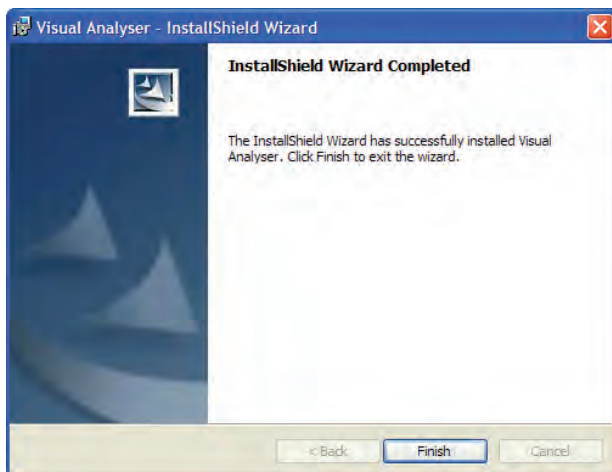 Visual Analyser - InstallShield Wizard
InstallShield Wizard Completed
The InstallShield Wizard has successfully installed Visual
Analyser. Click Finish to exit the wizard.
< Back Finish Cancel